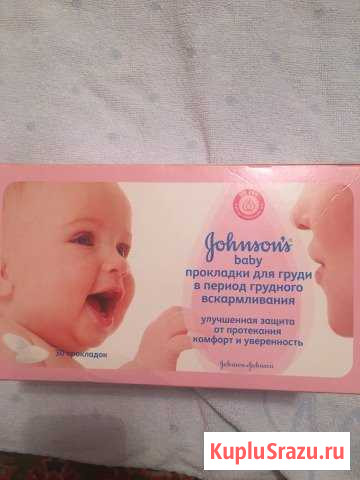 Johnson's
baby
прокладки для груди
в период грудного
вскармливания
улучшенная защита
от протекания
комфорт и уверенность
30 прокладок
Johnson & Johnson
KupluSrazu.ru